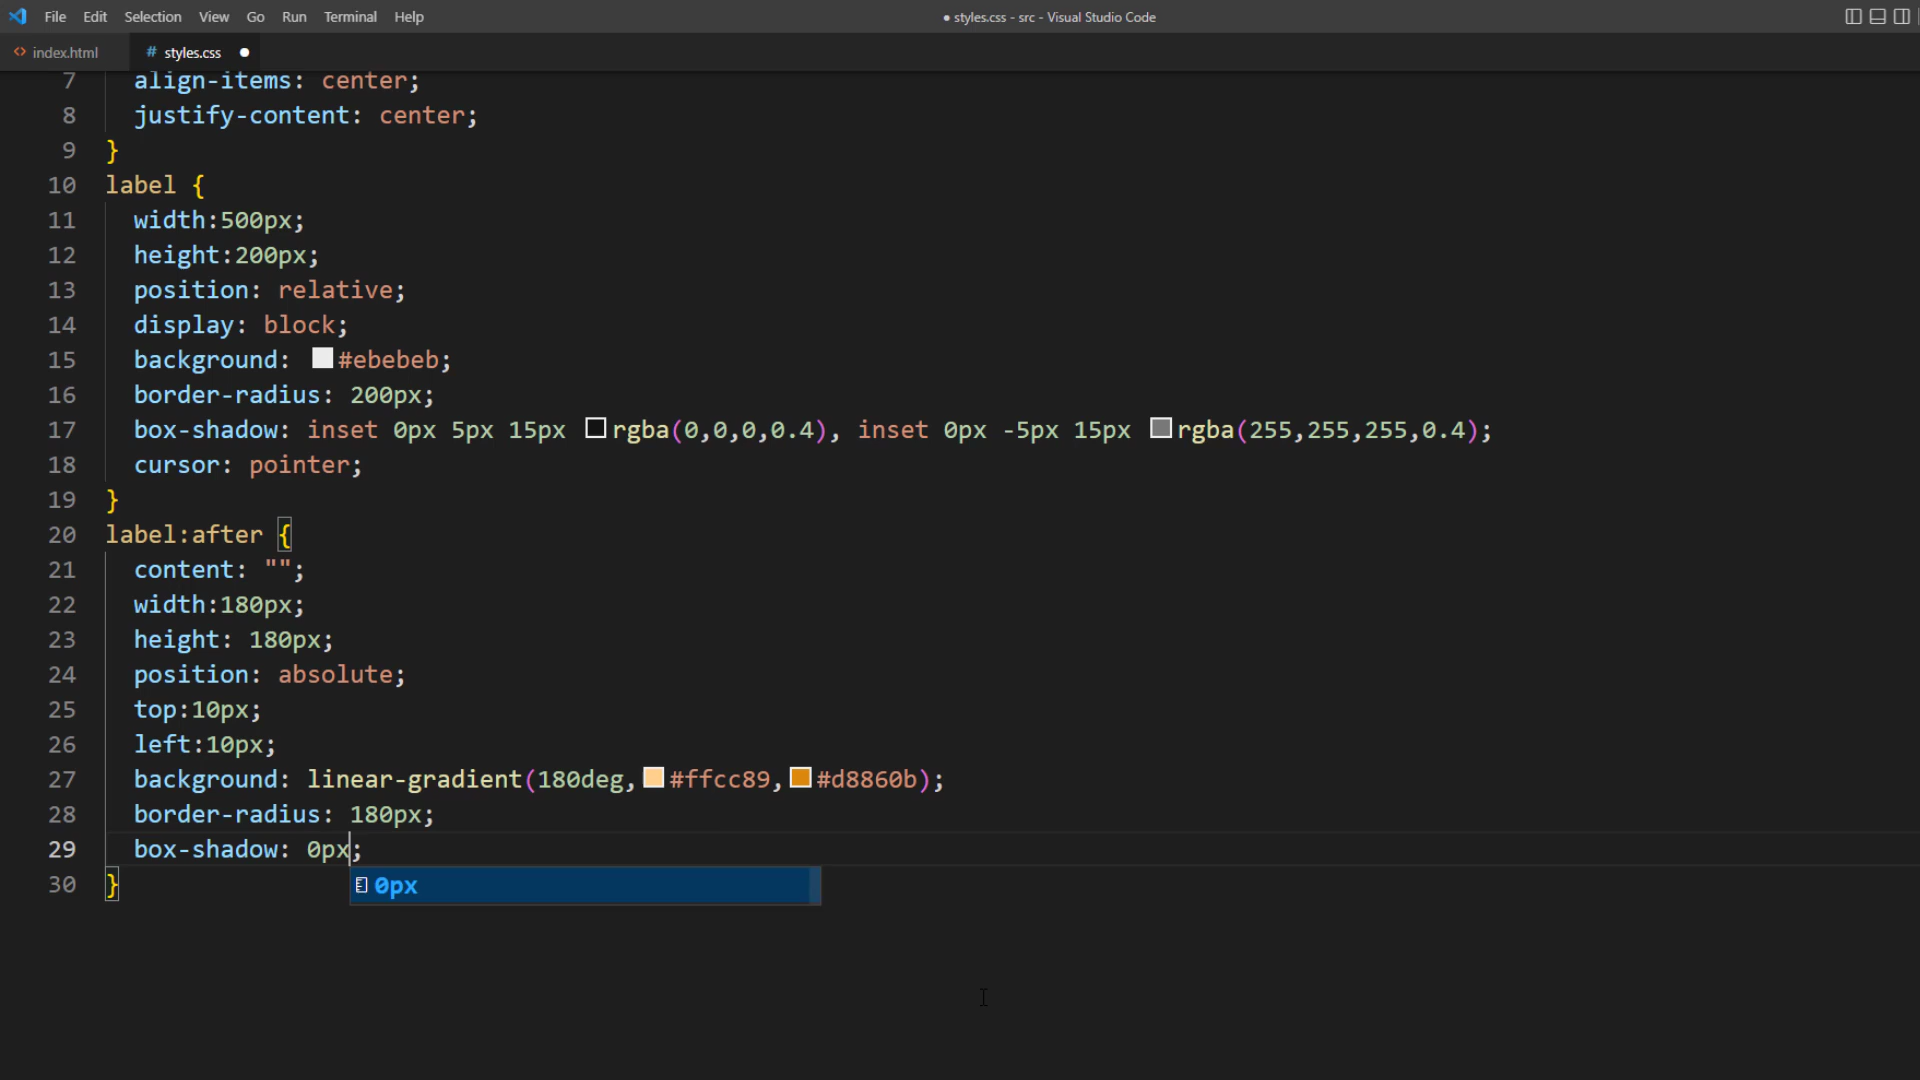 File Edit Selection View Go Run Terminal Help ● styles.css - src - Visual Studio Code
<> index.html # styles.css ●
7 align-items: center;
8 justify-content: center;
9 }
10 label {
11 width:500px;
12 height:200px;
13 position: relative;
14 display: block;
15 background: #ebebeb;
16 border-radius: 200px;
17 box-shadow: inset 0px 5px 15px rgba(0,0,0,0.4), inset 0px -5px 15px rgba(255,255,255,0.4);
18 cursor: pointer;
19 }
20 label:after {
21 content: "";
22 width:180px;
23 height: 180px;
24 position: absolute;
25 top:10px;
26 left:10px;
27 background: linear-gradient(180deg,#ffcc89,#d8860b);
28 border-radius: 180px;
29 box-shadow: 0px;
30 }
0px